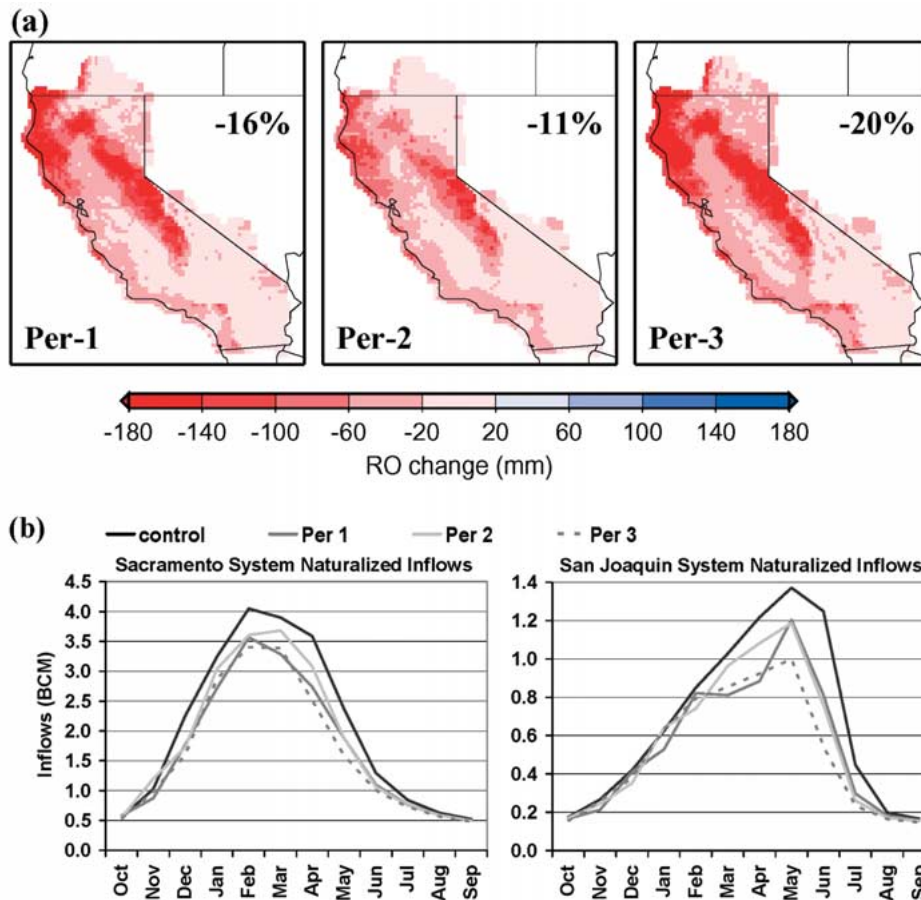 (a)
-16% -11% -20%
Per-1 Per-2 Per-3
-180 -140 -100 -60 -20 20 60 100 140 180
RO change (mm)
(b)
control Per 1 Per 2 Per 3
Sacramento System Naturalized Inflows
Inflows (BCM)
4.5
4.0
3.5
3.0
2.5
2.0
1.5
1.0
0.5
0.0
Oct Nov Dec Jan Feb Mar Apr May Jun Jul Aug Sep
San Joaquin System Naturalized Inflows
1.4
1.2
1.0
0.8
0.6
0.4
0.2
0.0
Oct Nov Dec Jan Feb Mar Apr May Jun Jul Aug Sep